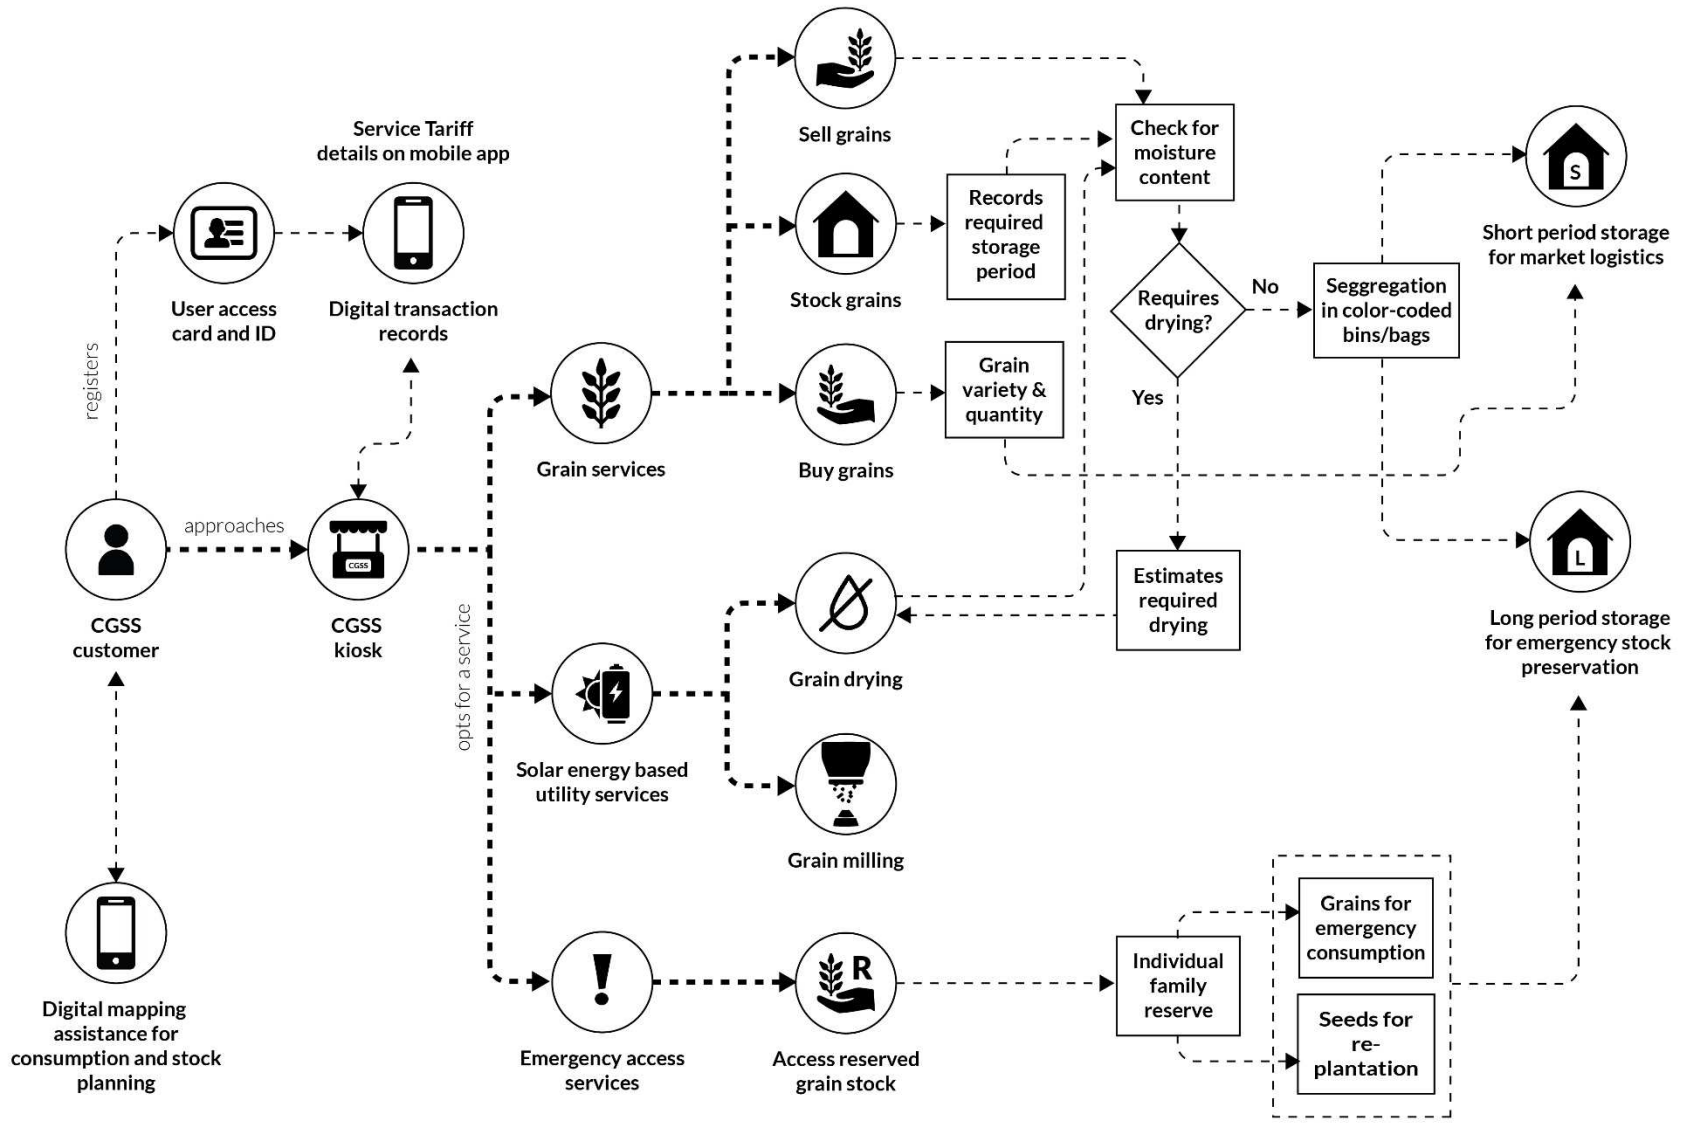 Service Tariff
details on mobile app
User access
card and ID
Digital transaction
records
registers
approaches
CGSS
customer
CGSS
CGSS
kiosk
Digital mapping
assistance for
consumption and stock
planning
opts for a service
Grain services
Solar energy based
utility services
Emergency access
services
Sell grains
Stock grains
Buy grains
Grain drying
Grain milling
R
Access reserved
grain stock
Records
required
storage
period
Grain
variety &
quantity
Check for
moisture
content
Requires
drying?
No
Yes
Estimates
required
drying
Seggregation
in color-coded
bins/bags
S
Short period storage
for market logistics
L
Long period storage
for emergency stock
preservation
Individual
family
reserve
Grains for
emergency
consumption
Seeds for
re-
plantation